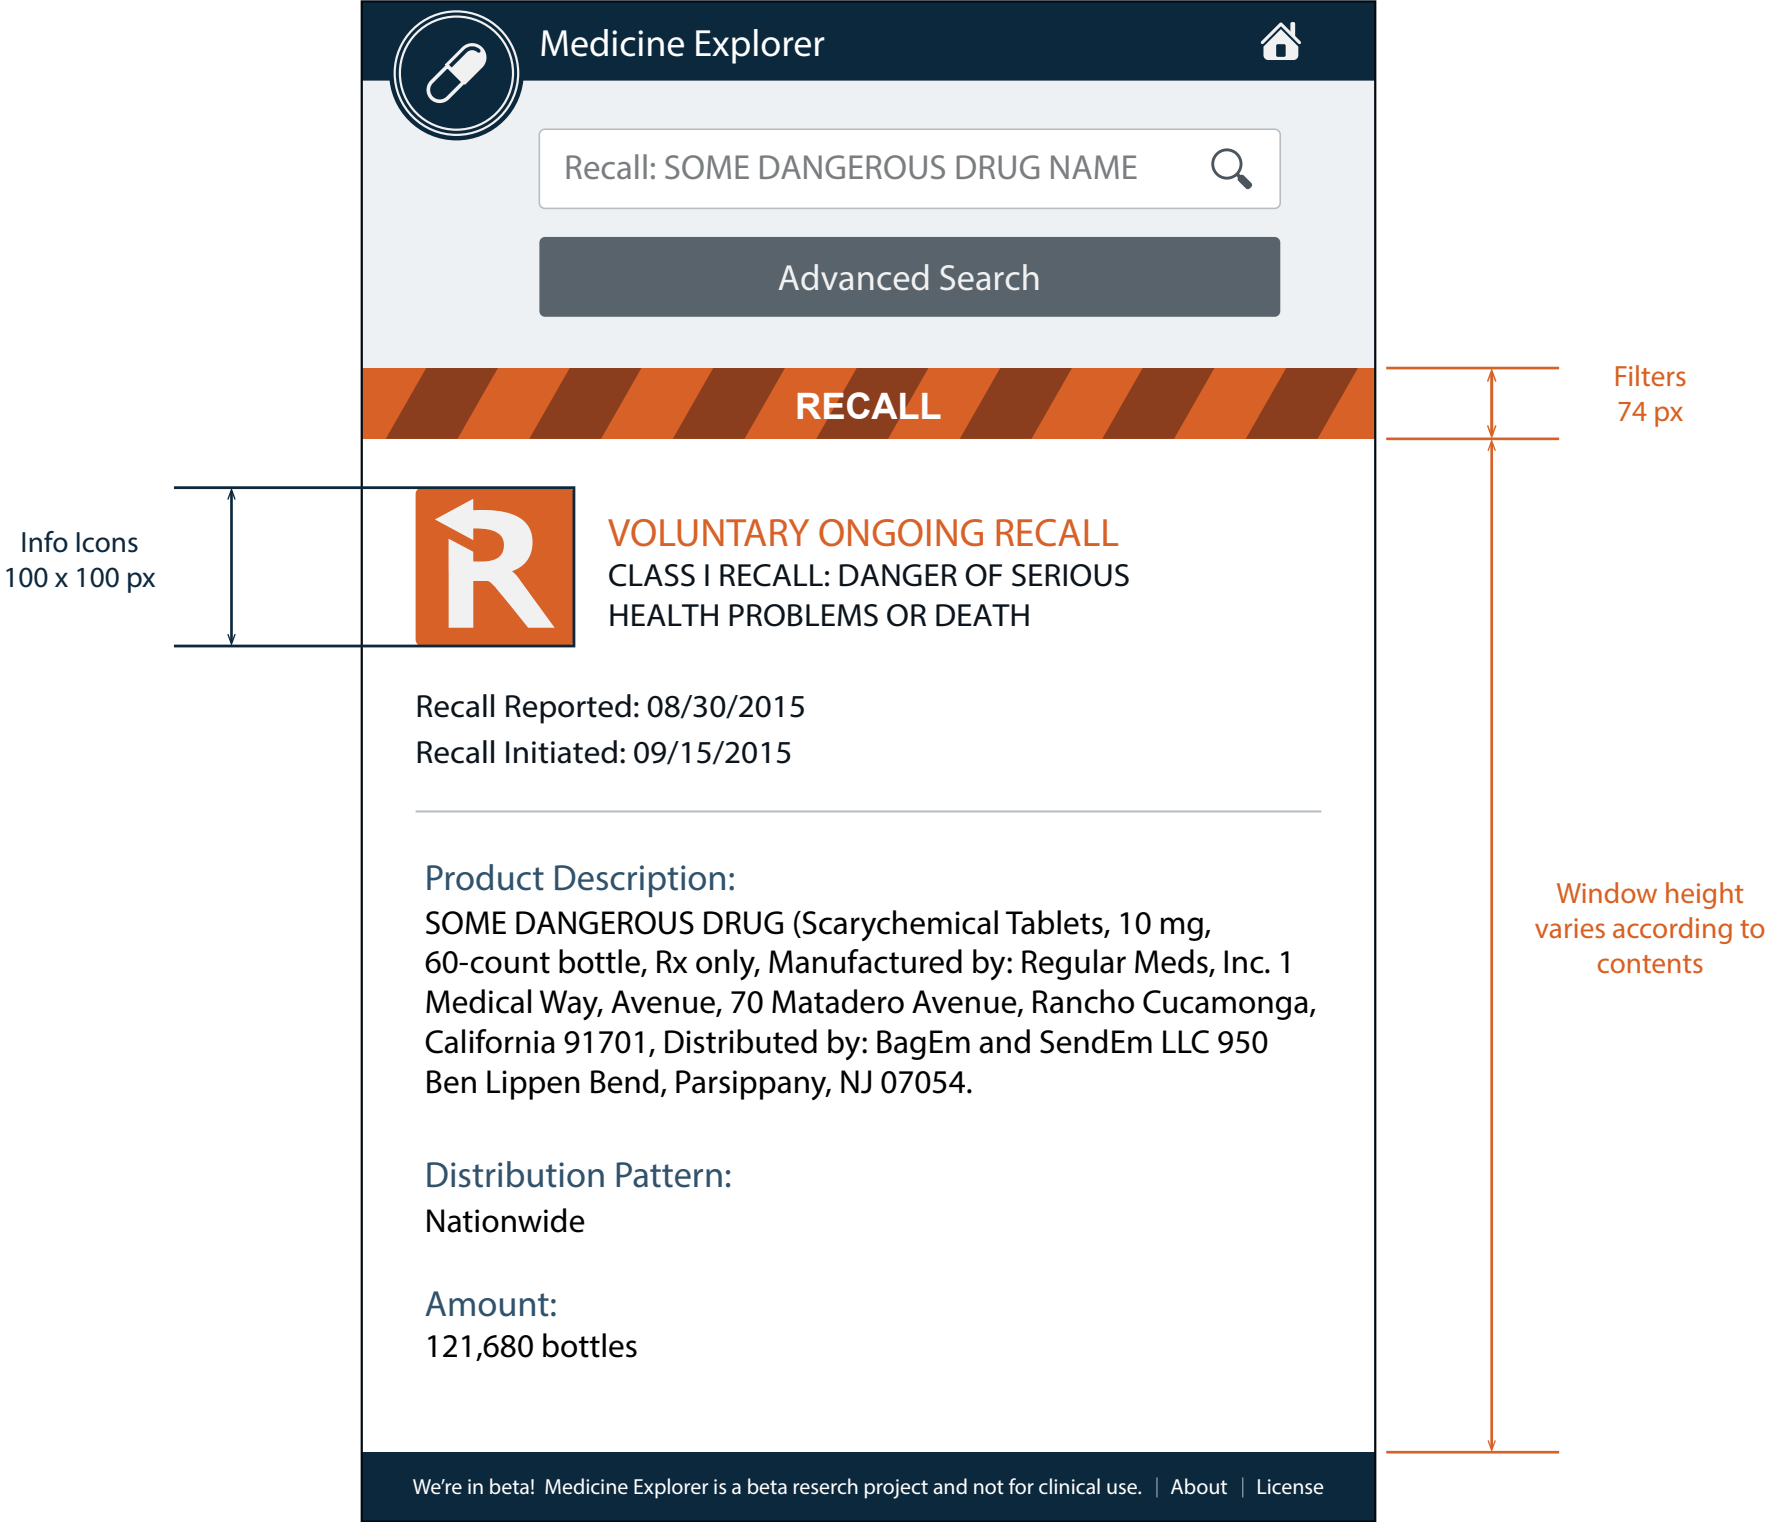 Medicine Explorer
Recall: SOME DANGEROUS DRUG NAME
Advanced Search
RECALL
Filters
74 px
Info Icons
100 x 100 px
VOLUNTARY ONGOING RECALL
CLASS I RECALL: DANGER OF SERIOUS
HEALTH PROBLEMS OR DEATH
Recall Reported: 08/30/2015
Recall Initiated: 09/15/2015
Product Description:
SOME DANGEROUS DRUG (Scarychemical Tablets, 10 mg,
60-count bottle, Rx only, Manufactured by: Regular Meds, Inc. 1
Medical Way, Avenue, 70 Matadero Avenue, Rancho Cucamonga,
California 91701, Distributed by: BagEm and SendEm LLC 950
Ben Lippen Bend, Parsippany, NJ 07054.
Window height
varies according to
contents
Distribution Pattern:
Nationwide
Amount:
121,680 bottles
We're in beta!  Medicine Explorer is a beta reserch project and not for clinical use. | About | License